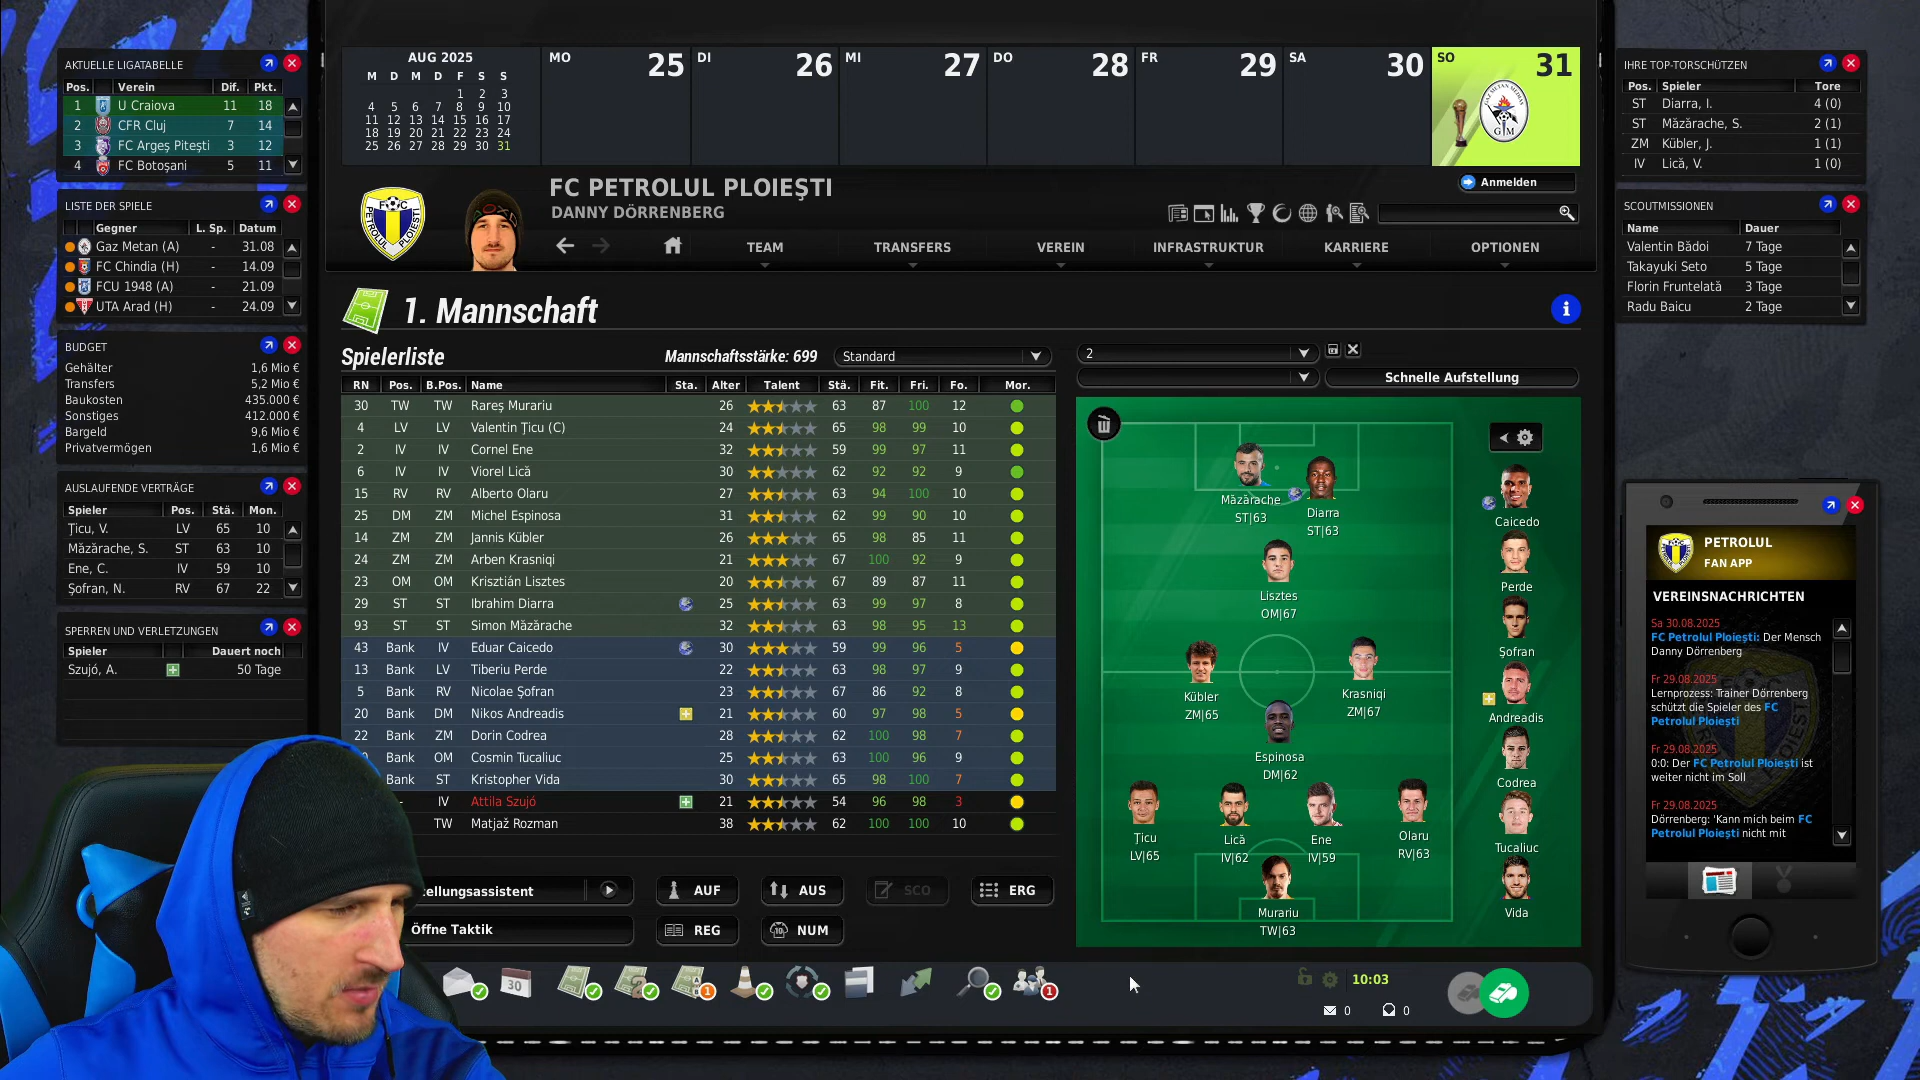 AKTUELLE LIGATABELLE
Pos. Verein Dif. Pkt.
1 U Craiova 11 18
2 CFR Cluj 7 14
3 FC Argeş Piteşti 3 12
4 FC Botoşani 5 11
LISTE DER SPIELE
Gegner L. Sp. Datum
Gaz Metan (A) - 31.08
FC Chindia (H) - 14.09
FCU 1948 (A) - 21.09
UTA Arad (H) - 24.09
BUDGET
Gehälter 1,6 Mio €
Transfers 5,2 Mio €
Baukosten 435.000 €
Sonstiges 412.000 €
Bargeld 9,6 Mio €
Privatvermögen 1,6 Mio €
AUSLAUFENDE VERTRÄGE
Spieler Pos. Stä. Mon.
Ţicu, V. LV 65 10
Măzărache, S. ST 63 10
Ene, C. IV 59 10
Şofran, N. RV 67 22
SPERREN UND VERLETZUNGEN
Spieler Dauert noch
Szujó, A. 50 Tage
AUG 2025
M D M D F S S
1 2 3
4 5 6 7 8 9 10
11 12 13 14 15 16 17
18 19 20 21 22 23 24
25 26 27 28 29 30 31
MO 25
DI 26
MI 27
DO 28
FR 29
SA 30
SO 31
FC PETROLUL PLOIEŞTI
DANNY DÖRRENBERG
Anmelden
TEAM TRANSFERS VEREIN INFRASTRUKTUR KARRIERE OPTIONEN
1. Mannschaft
Spielerliste
Mannschaftsstärke: 699
Standard
RN Pos. B.Pos. Name Sta. Alter Talent Stä. Fit. Fri. Fo. Mor.
30 TW TW Rareş Murariu 26 63 87 100 12
4 LV LV Valentin Ţicu (C) 24 65 98 99 10
2 IV IV Cornel Ene 32 59 99 97 11
6 IV IV Viorel Lică 30 62 92 92 9
15 RV RV Alberto Olaru 27 63 94 100 10
25 DM ZM Michel Espinosa 31 62 99 90 10
14 ZM ZM Jannis Kübler 26 65 98 85 11
24 ZM ZM Arben Krasniqi 21 67 100 92 9
23 OM OM Krisztián Lisztes 20 67 89 87 11
29 ST ST Ibrahim Diarra 25 63 99 97 8
93 ST ST Simon Măzărache 32 63 98 95 13
43 Bank IV Eduar Caicedo 30 59 99 96 5
13 Bank LV Tiberiu Perde 22 63 98 97 9
5 Bank RV Nicolae Şofran 23 67 86 92 8
20 Bank DM Nikos Andreadis 21 60 97 98 5
22 Bank ZM Dorin Codrea 28 62 100 98 7
Bank OM Cosmin Tucaliuc 25 63 100 96 9
Bank ST Kristopher Vida 30 65 98 100 7
- IV Attila Szujó 21 54 96 98 3
TW Matjaž Rozman 38 62 100 100 10
AUF AUS SCO ERG
Öffne Taktik
REG NUM
2
Schnelle Aufstellung
Măzărache
ST|63
Diarra
ST|63
Lisztes
OM|67
Kübler
ZM|65
Krasniqi
ZM|67
Espinosa
DM|62
Ţicu
LV|65
Lică
IV|62
Ene
IV|59
Olaru
RV|63
Murariu
TW|63
Caicedo
Perde
Şofran
Andreadis
Codrea
Tucaliuc
Vida
30
1
1
10:03
0 0
IHRE TOP-TORSCHÜTZEN
Pos. Spieler Tore
ST Diarra, I. 4 (0)
ST Măzărache, S. 2 (1)
ZM Kübler, J. 1 (1)
IV Lică, V. 1 (0)
SCOUTMISSIONEN
Name Dauer
Valentin Bădoi 7 Tage
Takayuki Seto 5 Tage
Florin Fruntelată 3 Tage
Radu Baicu 2 Tage
PETROLUL
FAN APP
VEREINSNACHRICHTEN
Sa 30.08.2025
FC Petrolul Ploieşti: Der Mensch
Danny Dörrenberg
Fr 29.08.2025
Lernprozess: Trainer Dörrenberg
schützt die Spieler des FC
Petrolul Ploieşti
Fr 29.08.2025
0:0: Der FC Petrolul Ploieşti ist
weiter nicht im Soll
Fr 29.08.2025
Dörrenberg: 'Kann mich beim FC
Petrolul Ploieşti nicht mit